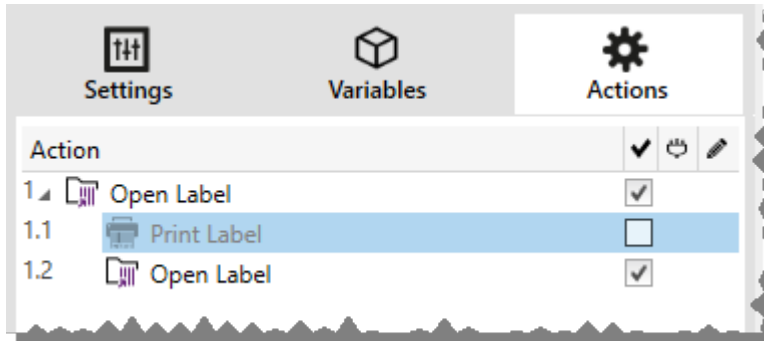 Settings Variables Actions
Action
1 Open Label
1.1 Print Label
1.2 Open Label